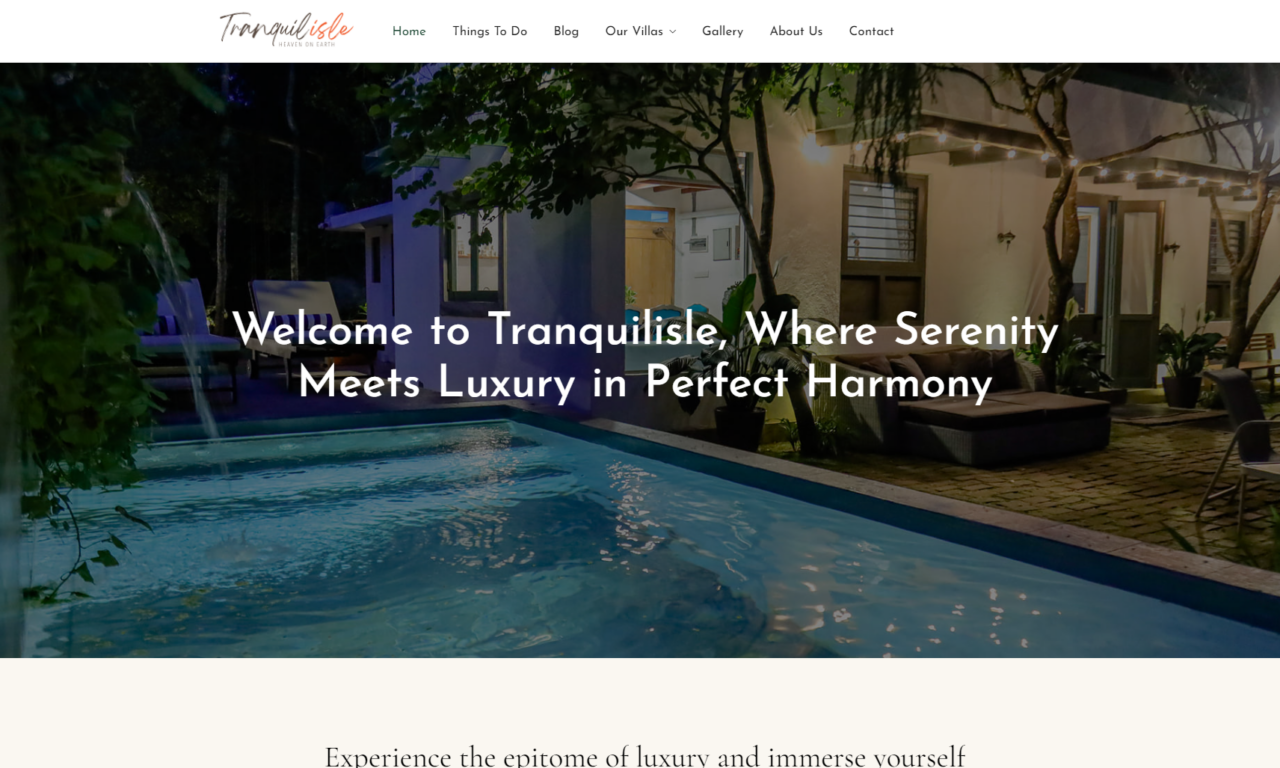 Tranquilisle
HEAVEN ON EARTH
Home
Things To Do
Blog
Our Villas
Gallery
About Us
Contact
Welcome to Tranquilisle, Where Serenity
Meets Luxury in Perfect Harmony
Experience the epitome of luxury and immerse yourself